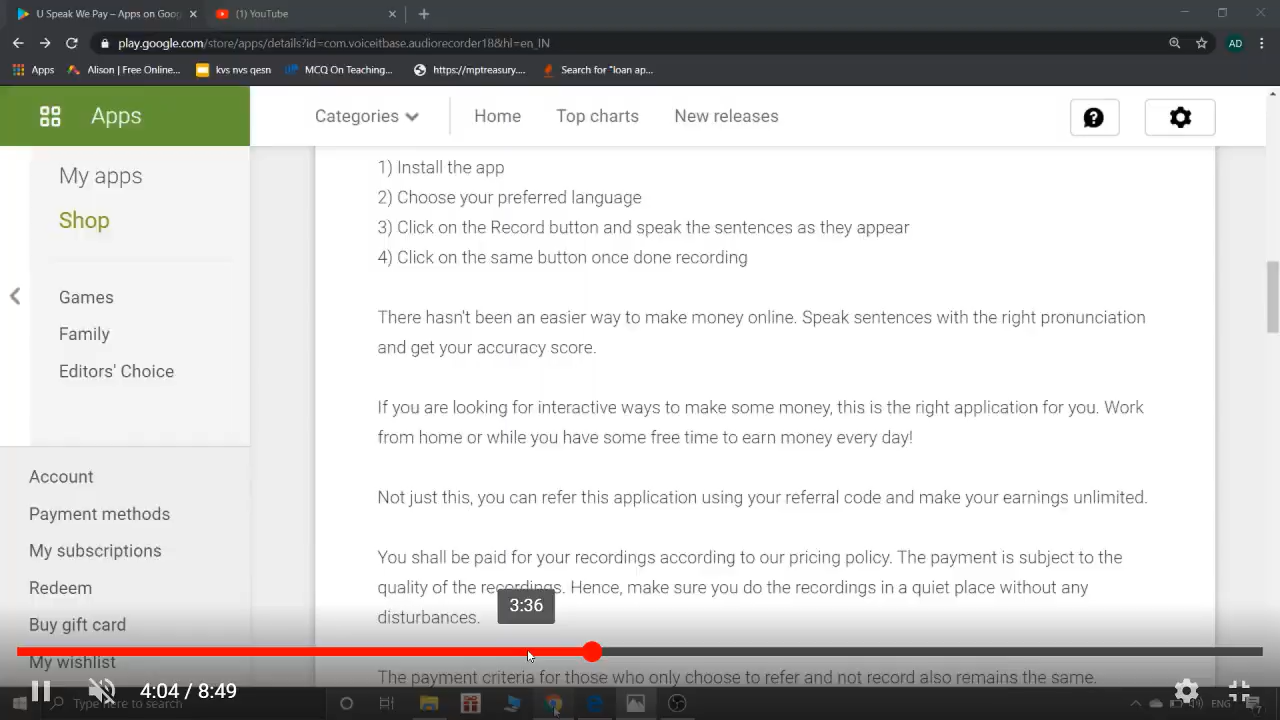 U Speak We Pay – Apps on Goog
(1) YouTube
play.google.com/store/apps/details?id=com.voiceitbase.audiorecorder18&hl=en_IN
AD
Apps
Alison | Free Online...
kvs nvs qesn
MCQ On Teaching...
https://mptreasury....
Search for "loan ap...
Apps
Categories
Home
Top charts
New releases
My apps
Shop
Games
Family
Editors' Choice
Account
Payment methods
My subscriptions
Redeem
Buy gift card
My wishlist
1) Install the app
2) Choose your preferred language
3) Click on the Record button and speak the sentences as they appear
4) Click on the same button once done recording
There hasn't been an easier way to make money online. Speak sentences with the right pronunciation
and get your accuracy score.
If you are looking for interactive ways to make some money, this is the right application for you. Work
from home or while you have some free time to earn money every day!
Not just this, you can refer this application using your referral code and make your earnings unlimited.
You shall be paid for your recordings according to our pricing policy. The payment is subject to the
quality of the recordings. Hence, make sure you do the recordings in a quiet place without any
disturbances.
The payment criteria for those who only choose to refer and not record also remains the same.
3:36
4:04 / 8:49
Type here to search
ENG